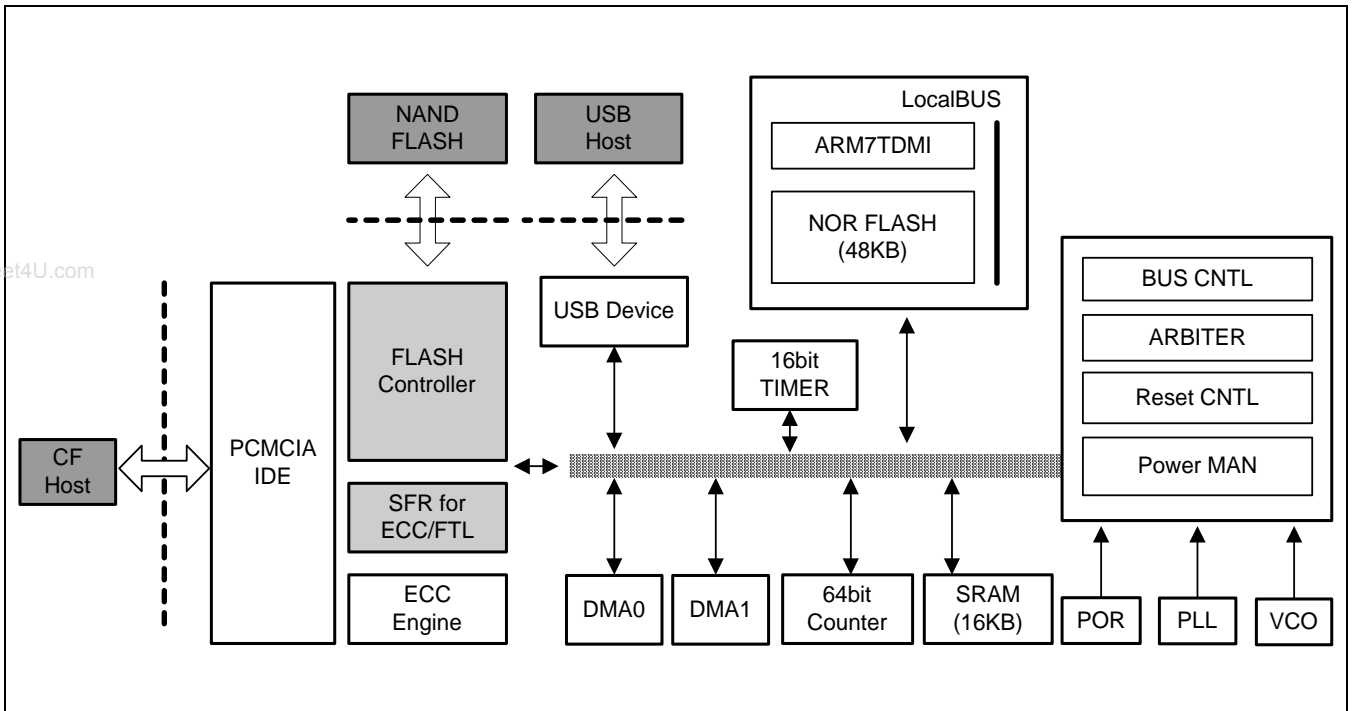 LocalBUS
NAND
FLASH
USB
Host
ARM7TDMI
NOR FLASH
(48KB)
et4U.com
BUS CNTL
USB Device
ARBITER
FLASH
Controller
16bit
TIMER
Reset CNTL
CF
Host
PCMCIA
IDE
Power MAN
SFR for
ECC/FTL
ECC
Engine
DMA0
DMA1
64bit
Counter
SRAM
(16KB)
POR
PLL
VCO